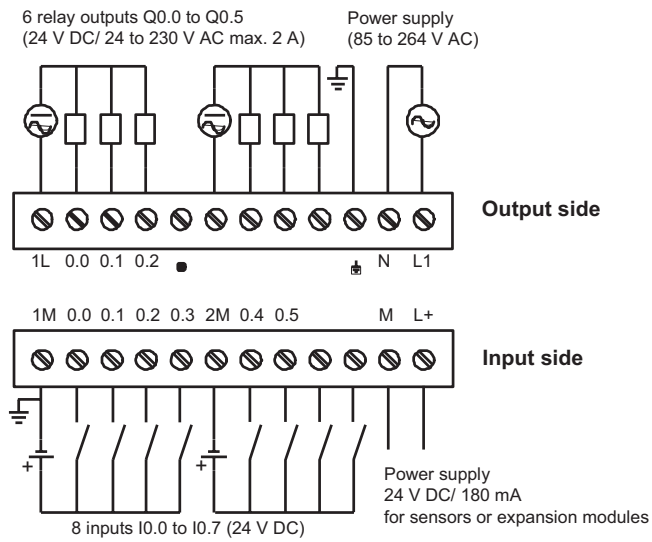 6 relay outputs Q0.0 to Q0.5
(24 V DC/ 24 to 230 V AC max. 2 A)
Power supply
(85 to 264 V AC)
Output side
1L 0.0 0.1 0.2 N L1
1M 0.0 0.1 0.2 0.3 2M 0.4 0.5 M L+
Input side
+ +
Power supply
24 V DC/ 180 mA
for sensors or expansion modules
8 inputs I0.0 to I0.7 (24 V DC)